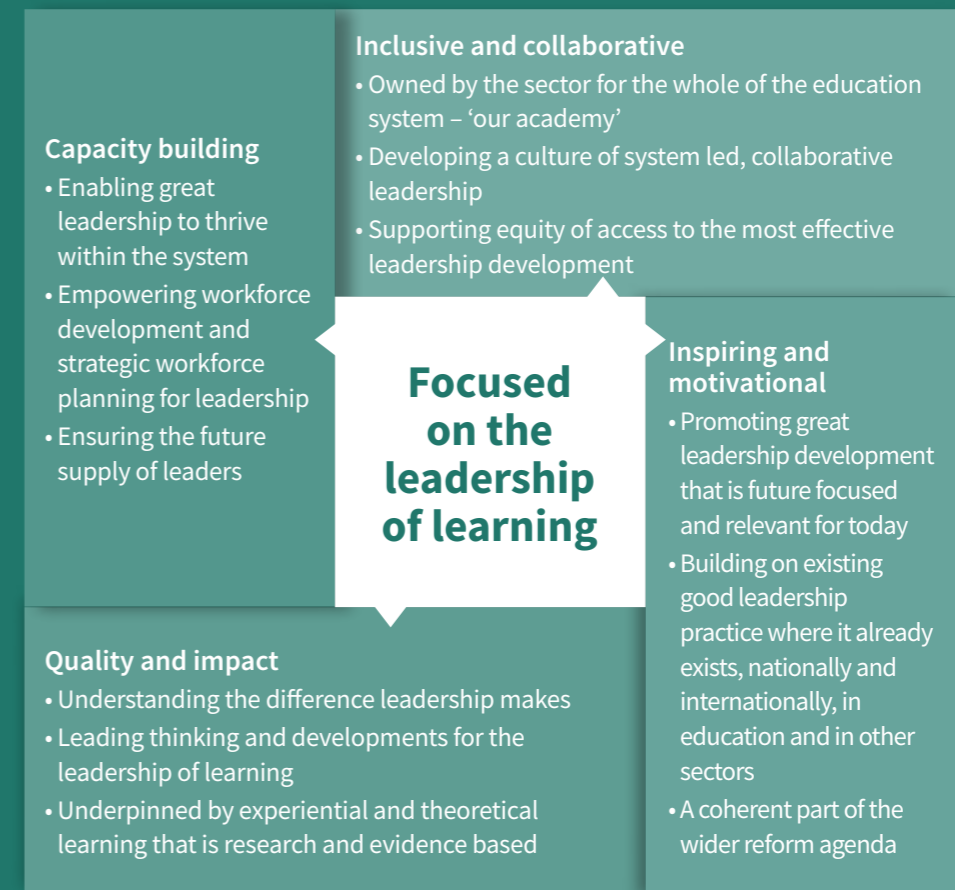 Capacity building
• Enabling great
leadership to thrive
within the system
• Empowering workforce
development and
strategic workforce
planning for leadership
• Ensuring the future
supply of leaders
Inclusive and collaborative
• Owned by the sector for the whole of the education
system – ‘our academy’
• Developing a culture of system led, collaborative
leadership
• Supporting equity of access to the most effective
leadership development
Focused
on the
leadership
of learning
Inspiring and
motivational
• Promoting great
leadership development
that is future focused
and relevant for today
• Building on existing
good leadership
practice where it already
exists, nationally and
internationally, in
education and in other
sectors
• A coherent part of the
wider reform agenda
Quality and impact
• Understanding the difference leadership makes
• Leading thinking and developments for the
leadership of learning
• Underpinned by experiential and theoretical
learning that is research and evidence based